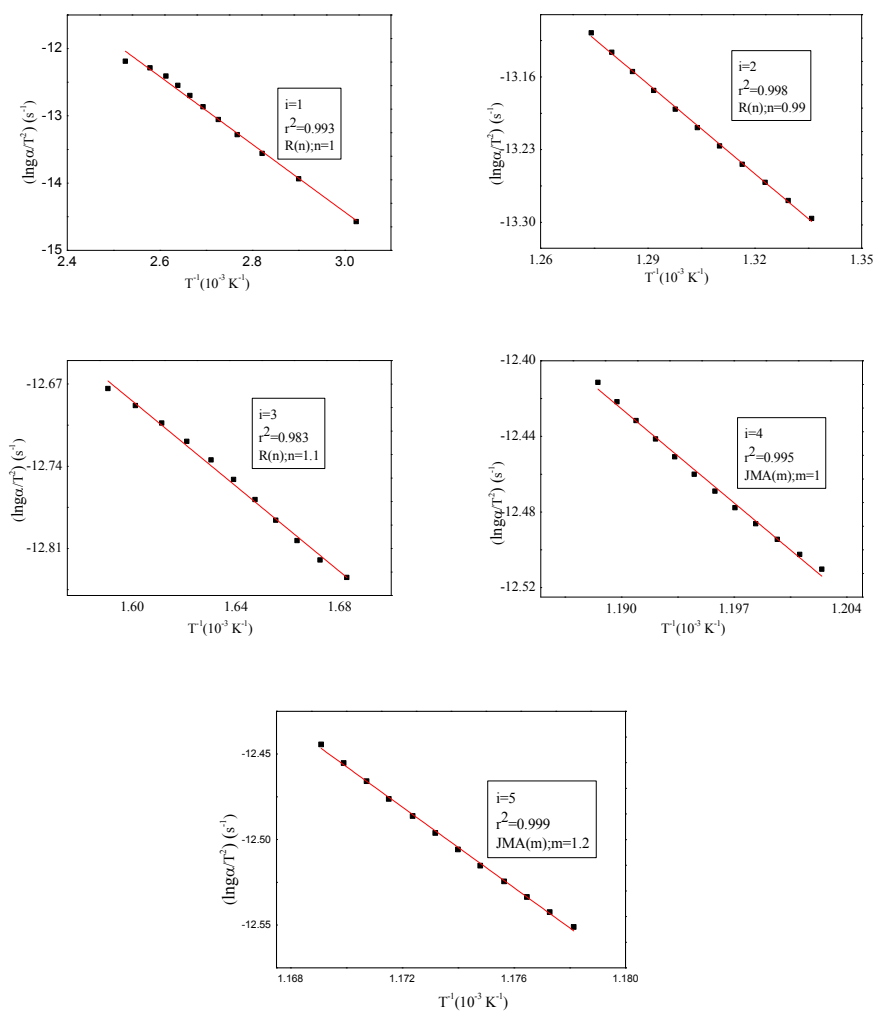 -12
-13
-14
-15
2.4
2.6
2.8
3.0
(lngα/T²) (s⁻¹)
T⁻¹(10⁻³ K⁻¹)
i=1
r²=0.993
R(n);n=1
-13.16
-13.23
-13.30
1.26
1.29
1.32
1.35
(lngα/T²) (s⁻¹)
T⁻¹(10⁻³ K⁻¹)
i=2
r²=0.998
R(n);n=0.99
-12.67
-12.74
-12.81
1.60
1.64
1.68
(lngα/T²) (s⁻¹)
T⁻¹(10⁻³ K⁻¹)
i=3
r²=0.983
R(n);n=1.1
-12.40
-12.44
-12.48
-12.52
1.190
1.197
1.204
(lngα/T²) (s⁻¹)
T⁻¹(10⁻³ K⁻¹)
i=4
r²=0.995
JMA(m);m=1
-12.45
-12.50
-12.55
1.168
1.172
1.176
1.180
(lngα/T²) (s⁻¹)
T⁻¹(10⁻³ K⁻¹)
i=5
r²=0.999
JMA(m);m=1.2